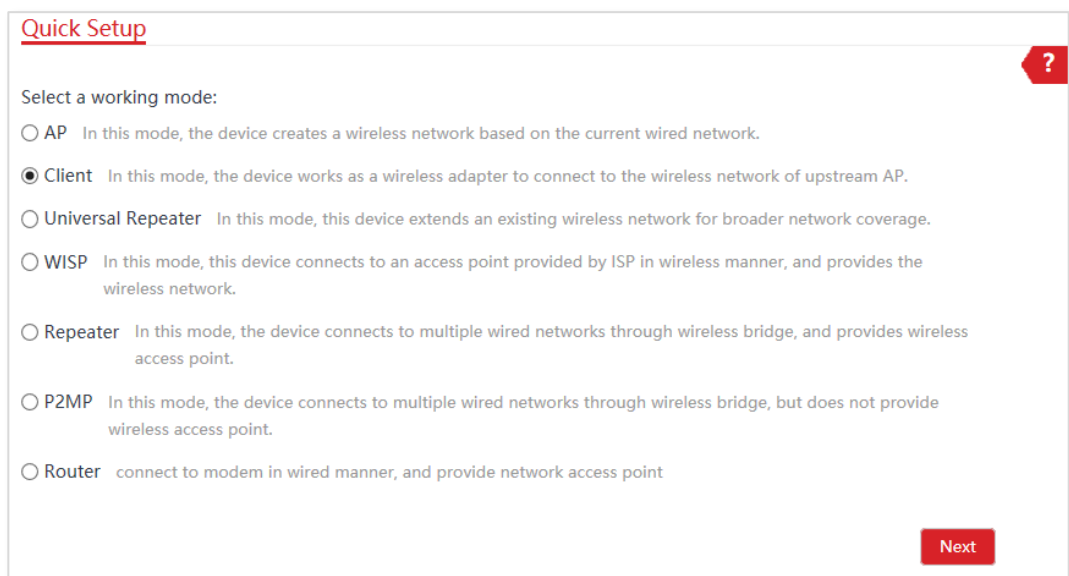 Quick Setup
?
Select a working mode:
AP In this mode, the device creates a wireless network based on the current wired network.
Client In this mode, the device works as a wireless adapter to connect to the wireless network of upstream AP.
Universal Repeater In this mode, this device extends an existing wireless network for broader network coverage.
WISP In this mode, this device connects to an access point provided by ISP in wireless manner, and provides the
wireless network.
Repeater In this mode, the device connects to multiple wired networks through wireless bridge, and provides wireless
access point.
P2MP In this mode, the device connects to multiple wired networks through wireless bridge, but does not provide
wireless access point.
Router connect to modem in wired manner, and provide network access point
Next